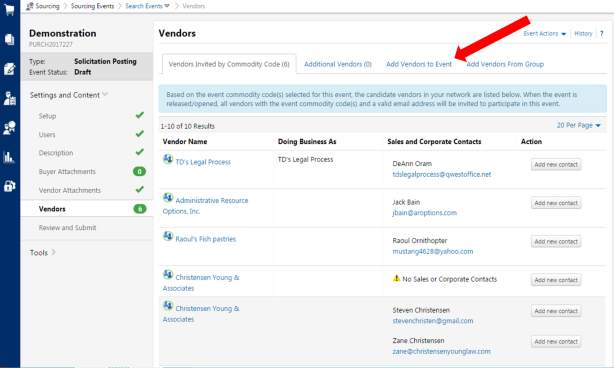 Sourcing > Sourcing Events > Search Events > Vendors
Demonstration
PURCH2017227
Type: Solicitation Posting
Event Status: Draft
Settings and Content
Setup
Users
Description
Buyer Attachments 0
Vendor Attachments
Vendors 6
Review and Submit
Tools >
Vendors
Event Actions History ?
Vendors Invited by Commodity Code (6) Additional Vendors (0) Add Vendors to Event Add Vendors From Group
Based on the event commodity code(s) selected for this event, the candidate vendors in your network are listed below. When the event is
released/opened, all vendors with the event commodity code(s) and a valid email address will be invited to participate in this event.
1-10 of 10 Results 20 Per Page
Vendor Name Doing Business As Sales and Corporate Contacts Action
TD's Legal Process TD's Legal Process DeAnn Oram Add new contact
tdslegalprocess@qwestoffice.net
Administrative Resource Options, Inc. Jack Bain Add new contact
jbain@aroptions.com
Raoul's Fish pastries Raoul Ornithopter Add new contact
mustang4628@yahoo.com
Christensen Young & Associates No Sales or Corporate Contacts Add new contact
Christensen Young & Associates Steven Christensen Add new contact
stevenchristen@gmail.com
Zane Christensen Add new contact
zane@christensenyounglaw.com